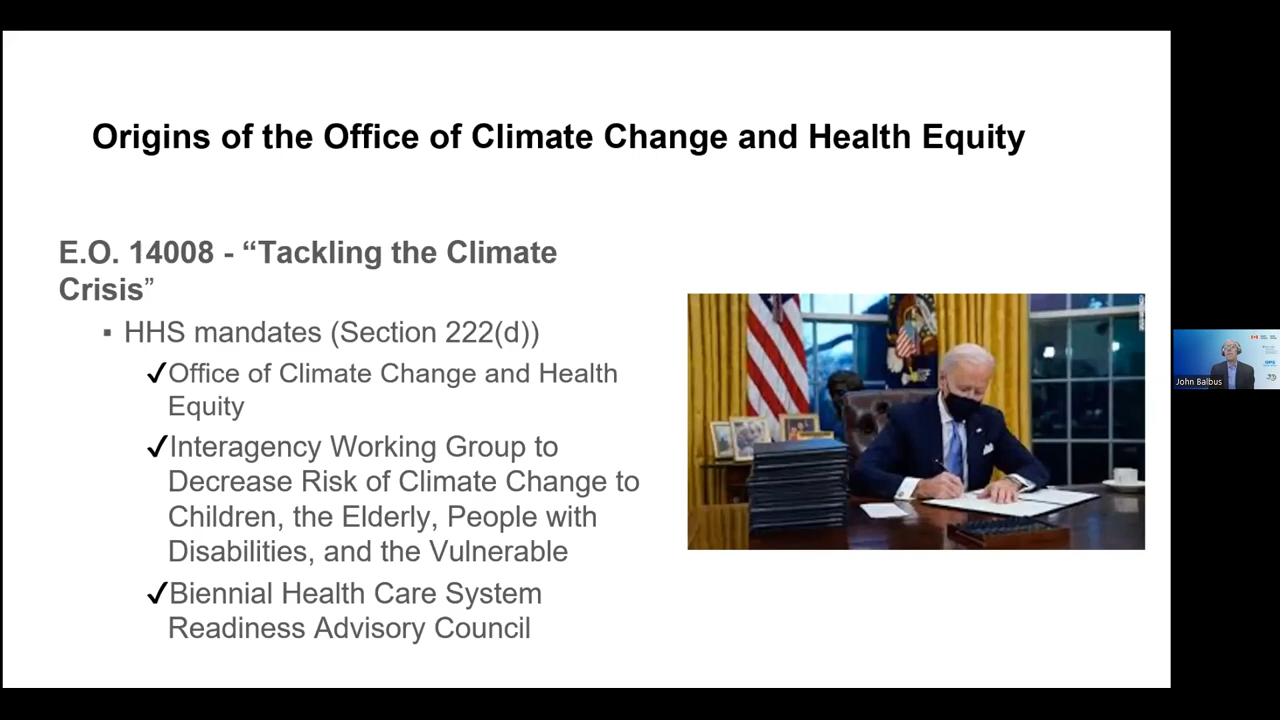 Origins of the Office of Climate Change and Health Equity
E.O. 14008 - “Tackling the Climate
Crisis”
▪ HHS mandates (Section 222(d))
✓Office of Climate Change and Health
Equity
✓Interagency Working Group to
Decrease Risk of Climate Change to
Children, the Elderly, People with
Disabilities, and the Vulnerable
✓Biennial Health Care System
Readiness Advisory Council
John Balbus